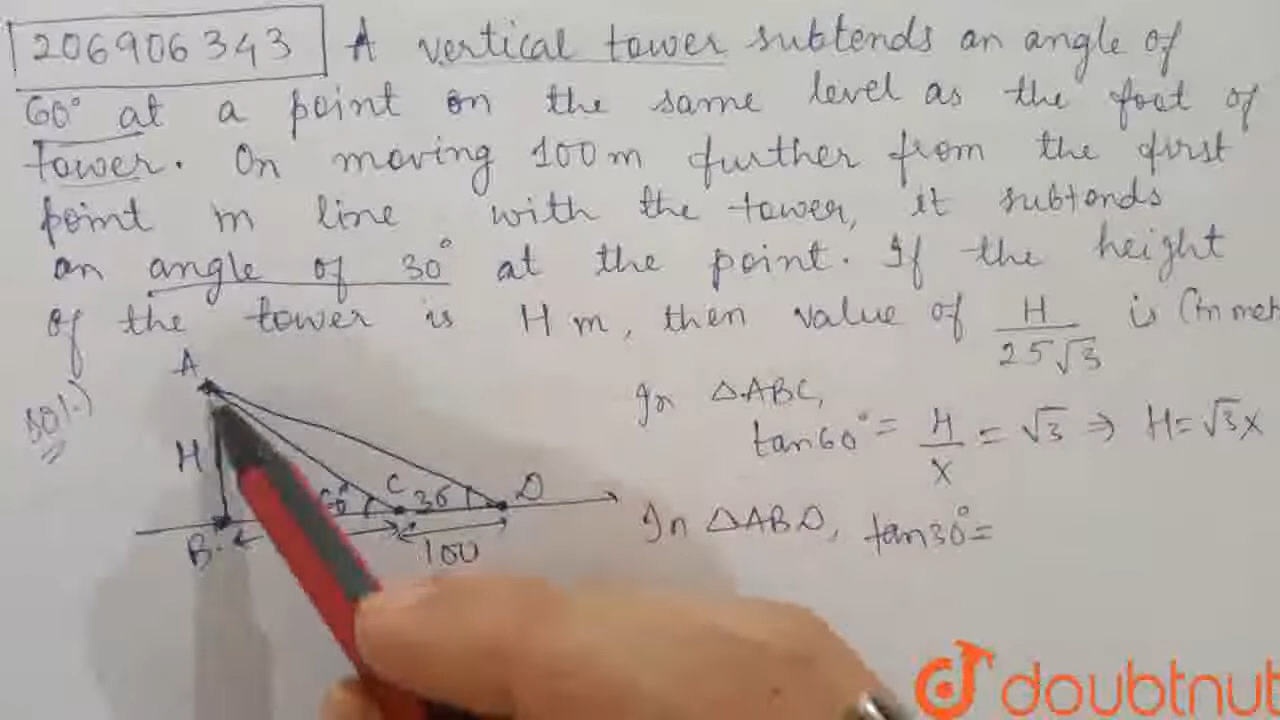 206906343 A vertical tower subtends an angle of
60° at a point on the same level as the foot of
tower. On moving 100m further from the first
point in line with the tower, it subtends
an angle of 30° at the point. If the height
of the tower is H m, then value of H/25√3 is (in met
Sol.)
A
In ΔABC,
tan60° = H/x = √3 ⇒ H = √3x
H
60° C 30 D
B
100
In ΔABD, tan30° =
doubtnut